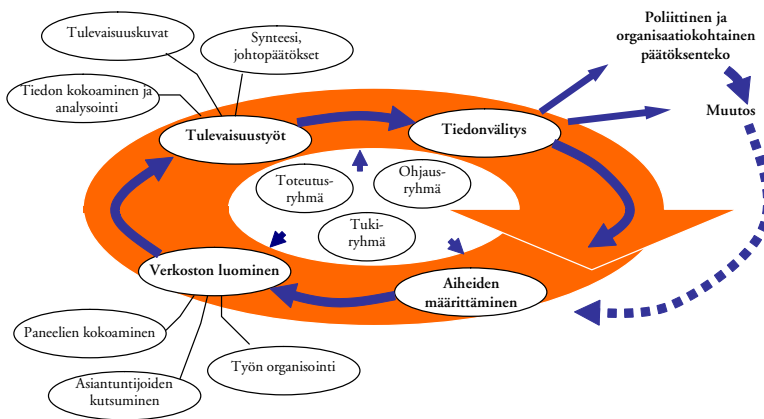 Tulevaisuuskuvat
Synteesi,
johtopäätökset
Poliittinen ja
organisaatiokohtainen
päätöksenteko
Tiedon kokoaminen ja
analysointi
Muutos
Tulevaisuustyöt
Tiedonvälitys
Toteutus-
ryhmä
Ohjaus-
ryhmä
Tuki-
ryhmä
Verkoston luominen
Aiheiden
määrittäminen
Paneelien kokoaminen
Työn organisointi
Asiantuntijoiden
kutsuminen